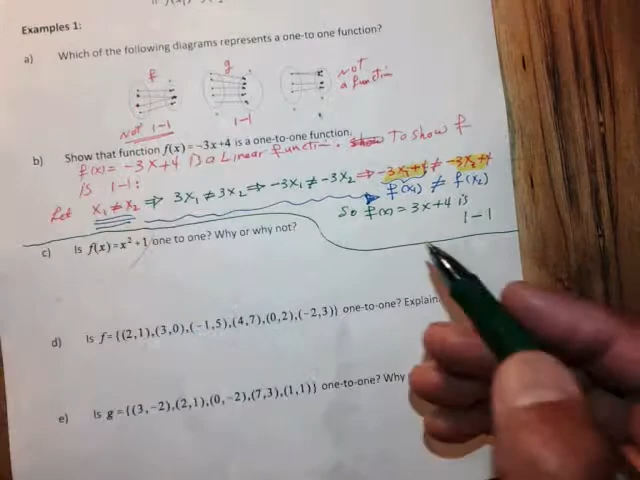 Examples 1:
a) Which of the following diagrams represents a one-to one function?
f
g
not
a function
not 1-1
1-1
b) Show that function f(x) = −3x+4 is a one-to-one function.
f(x) = -3x+4 is a Linear function. To show f
is 1-1:
Let x₁ ≠ x₂ ⇒ 3x₁ ≠ 3x₂ ⇒ -3x₁ ≠ -3x₂ ⇒ -3x₁+4 ≠ -3x₂+4
f(x₁) ≠ f(x₂)
So f(x) = 3x+4 is
1-1
c) Is f(x)=x²+1 one to one? Why or why not?
d) Is f={(2,1),(3,0),(−1,5),(4,7),(0,2),(−2,3)} one-to-one? Explain
e) Is g={(3,−2),(2,1),(0,−2),(7,3),(1,1)} one-to-one? Why